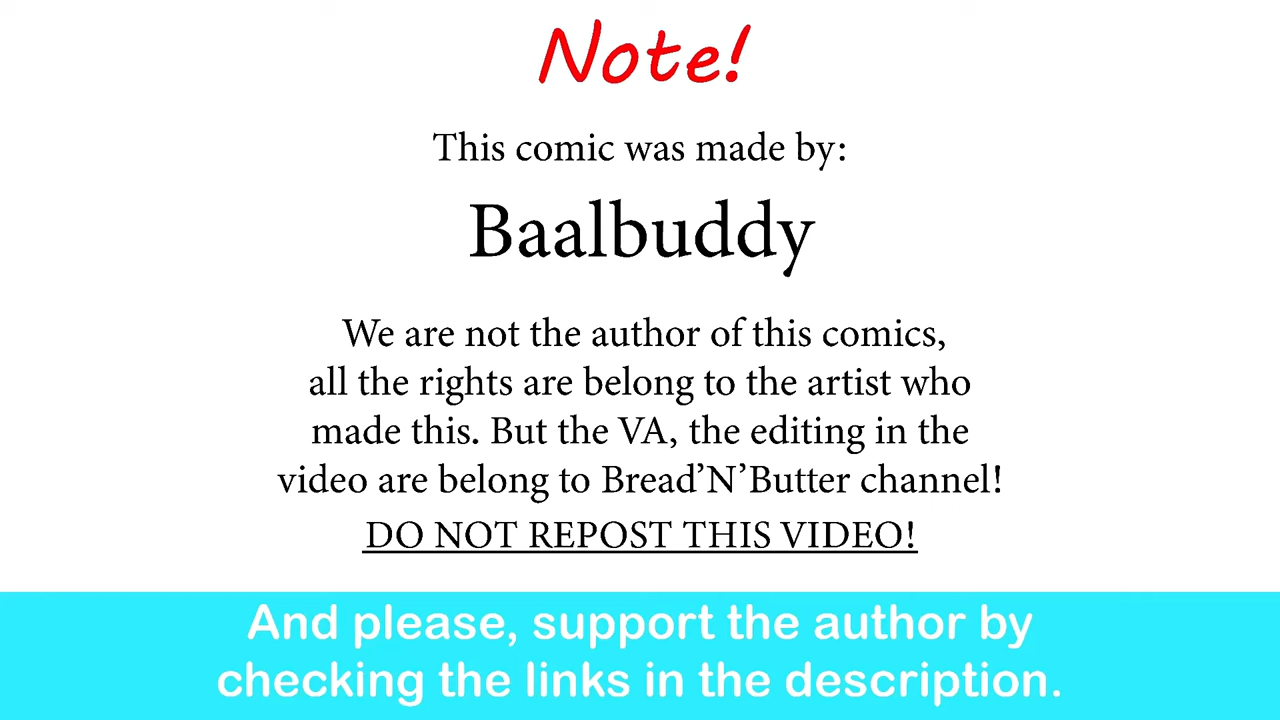 Note!
This comic was made by:
Baalbuddy
We are not the author of this comics,
all the rights are belong to the artist who
made this. But the VA, the editing in the
video are belong to Bread’N’Butter channel!
DO NOT REPOST THIS VIDEO!
And please, support the author by
checking the links in the description.